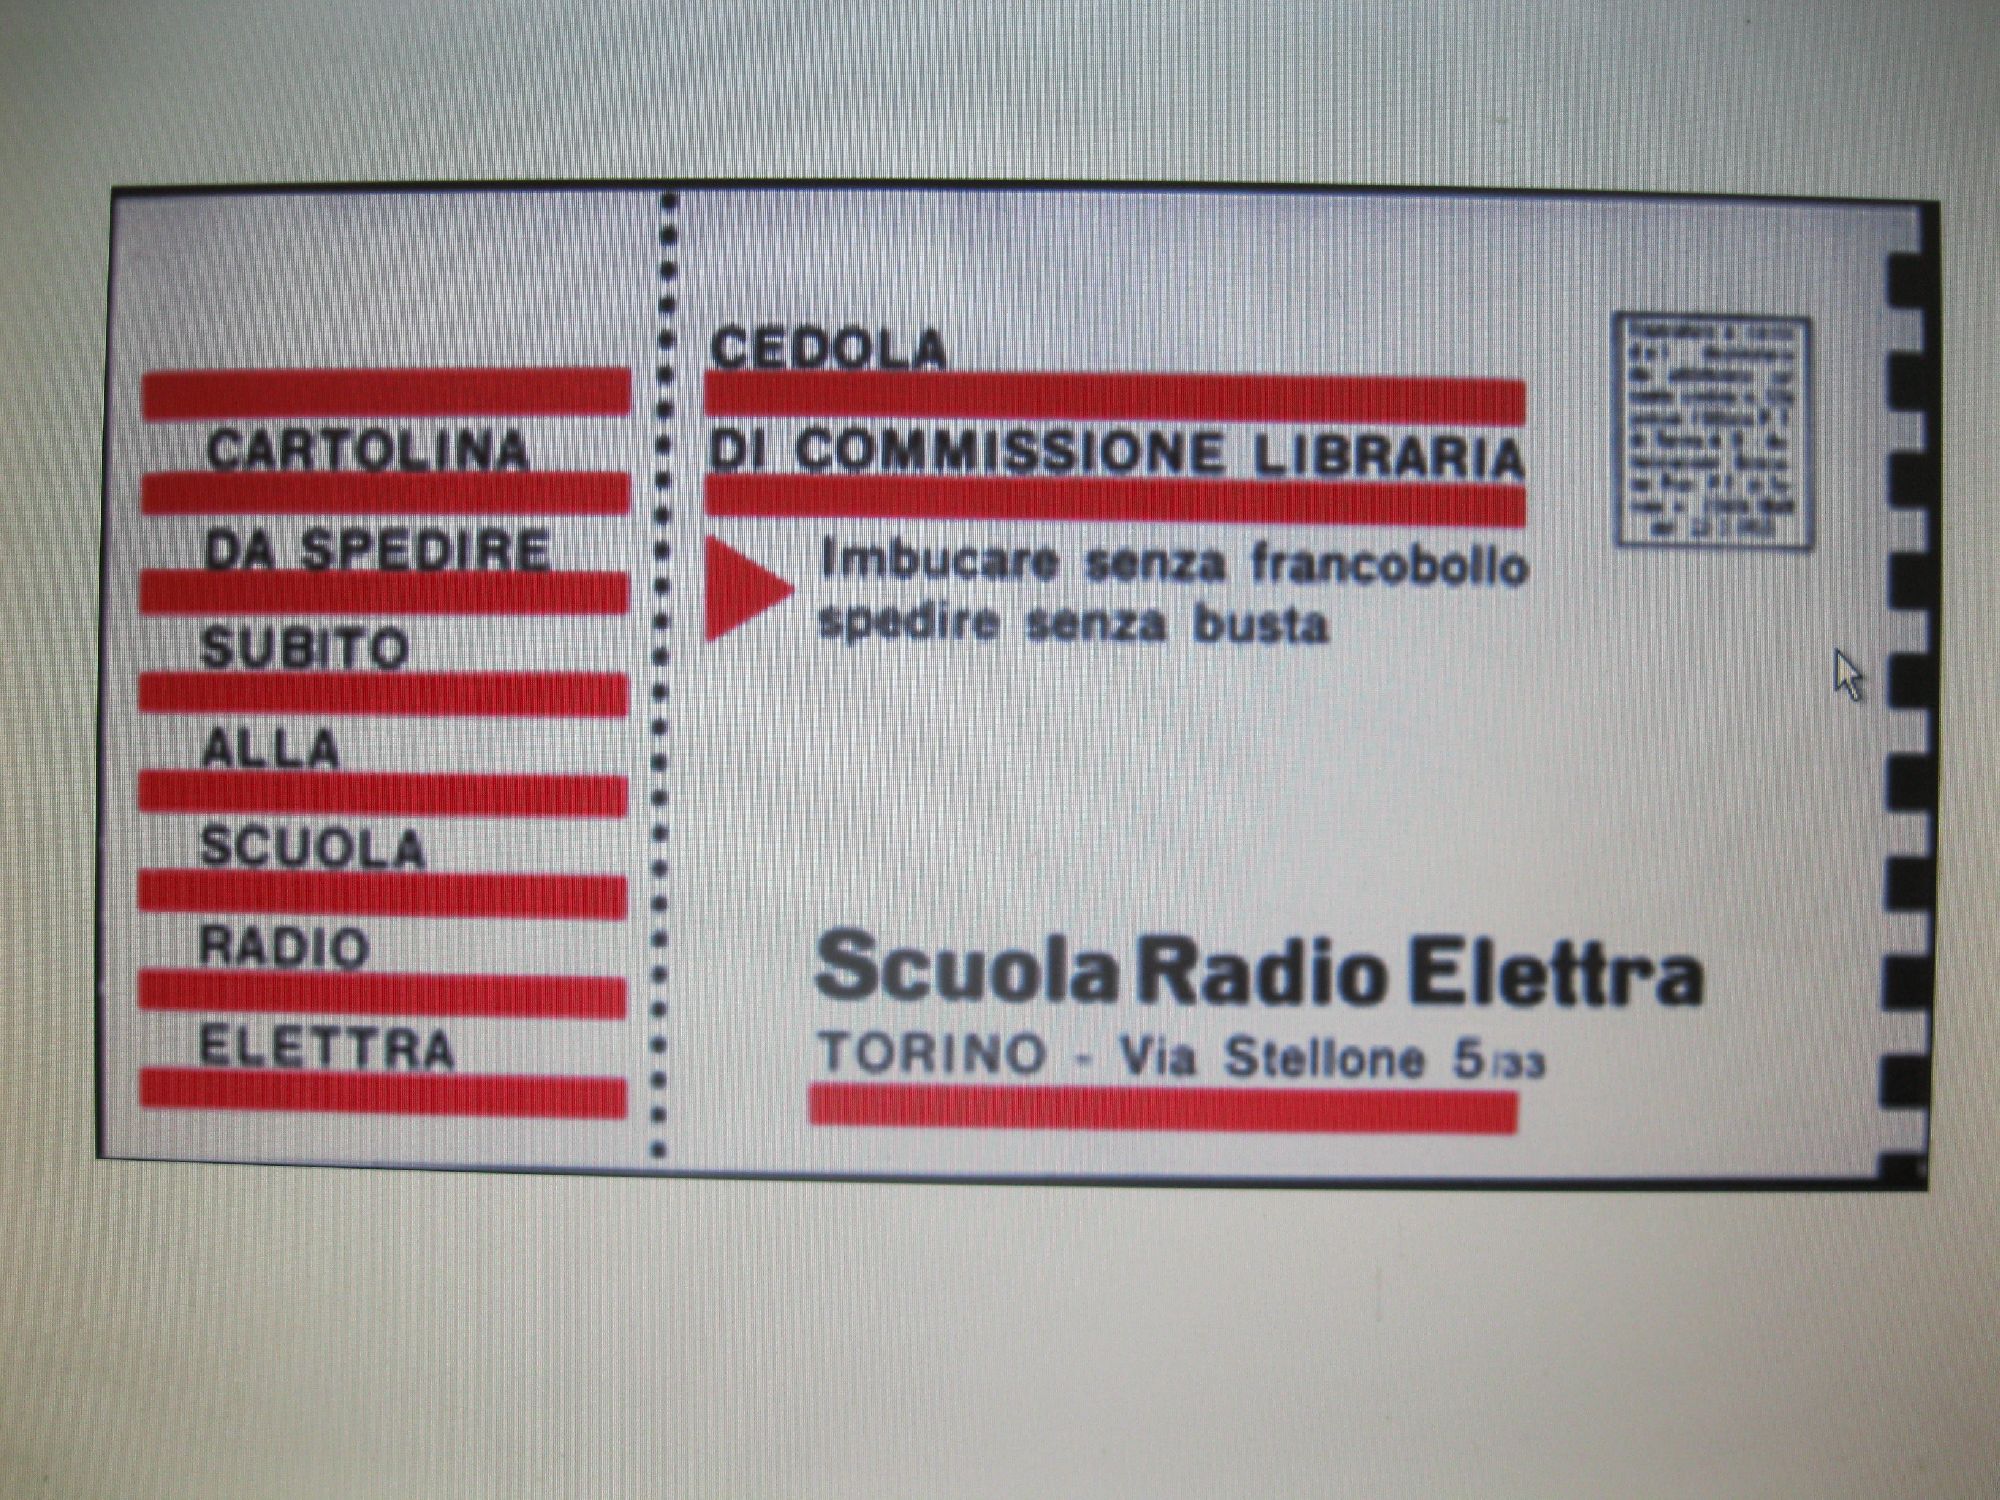 CARTOLINA
DA SPEDIRE
SUBITO
ALLA
SCUOLA
RADIO
ELETTRA
CEDOLA
DI COMMISSIONE LIBRARIA
Imbucare senza francobollo
spedire senza busta
Scuola Radio Elettra
TORINO - Via Stellone 5/33